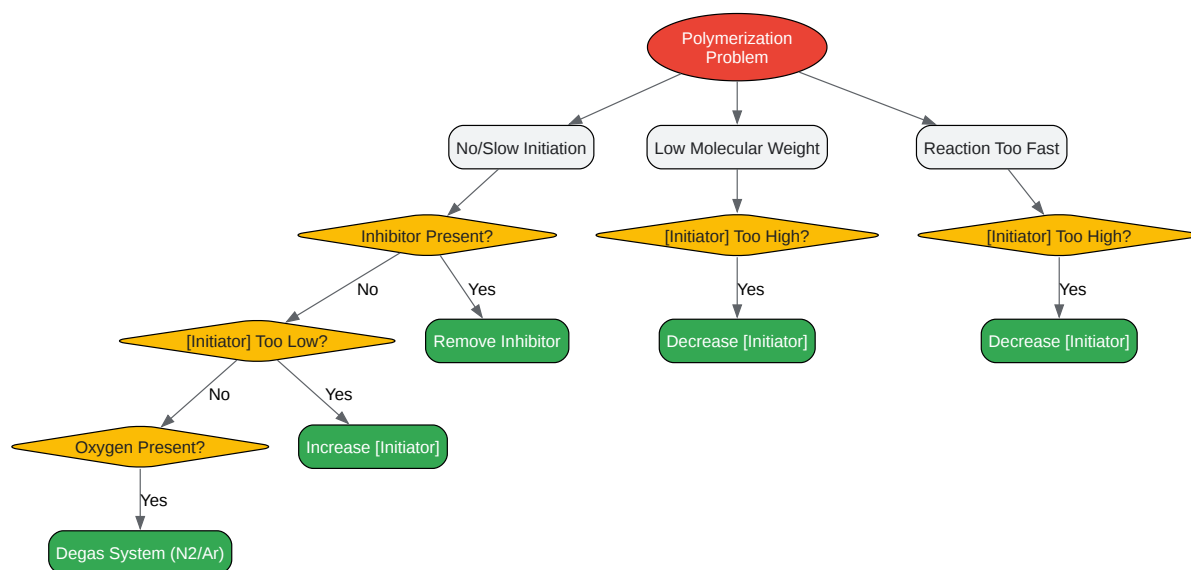 Polymerization
Problem
No/Slow Initiation
Low Molecular Weight
Reaction Too Fast
Inhibitor Present?
[Initiator] Too High?
[Initiator] Too High?
No
Yes
Yes
Yes
[Initiator] Too Low?
Remove Inhibitor
Decrease [Initiator]
Decrease [Initiator]
No
Yes
Oxygen Present?
Increase [Initiator]
Yes
Degas System (N2/Ar)